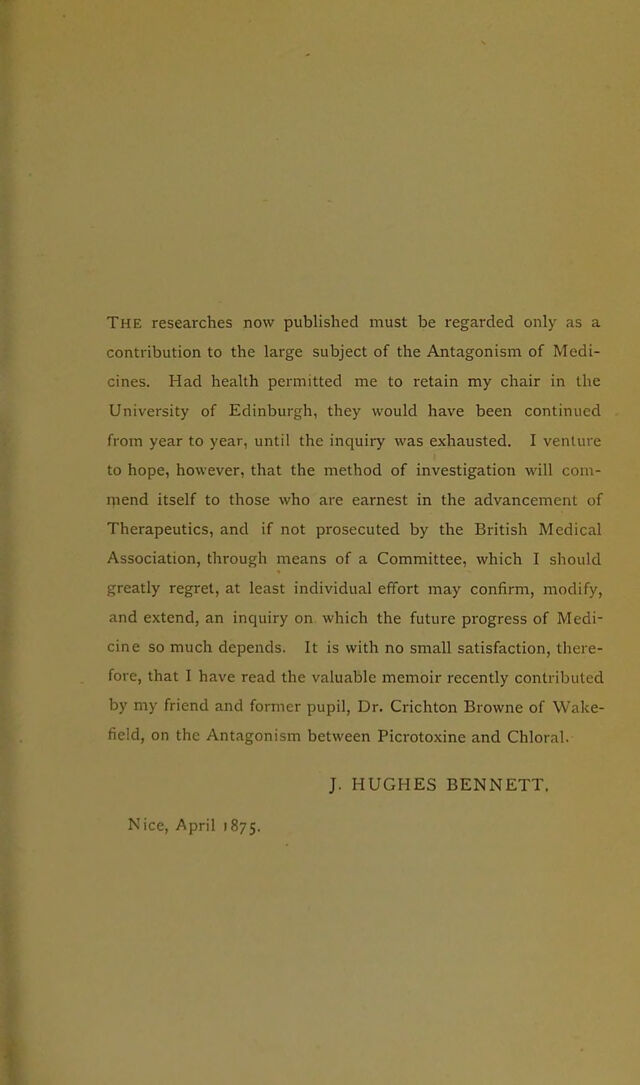 THE researches now published must be regarded only as a
contribution to the large subject of the Antagonism of Medi-
cines. Had health permitted me to retain my chair in the
University of Edinburgh, they would have been continued
from year to year, until the inquiry was exhausted. I venture
to hope, however, that the method of investigation will com-
mend itself to those who are earnest in the advancement of
Therapeutics, and if not prosecuted by the British Medical
Association, through means of a Committee, which I should
greatly regret, at least individual effort may confirm, modify,
and extend, an inquiry on which the future progress of Medi-
cine so much depends. It is with no small satisfaction, there-
fore, that I have read the valuable memoir recently contributed
by my friend and former pupil, Dr. Crichton Browne of Wake-
field, on the Antagonism between Picrotoxine and Chloral.
J. HUGHES BENNETT.
Nice, April 1875.